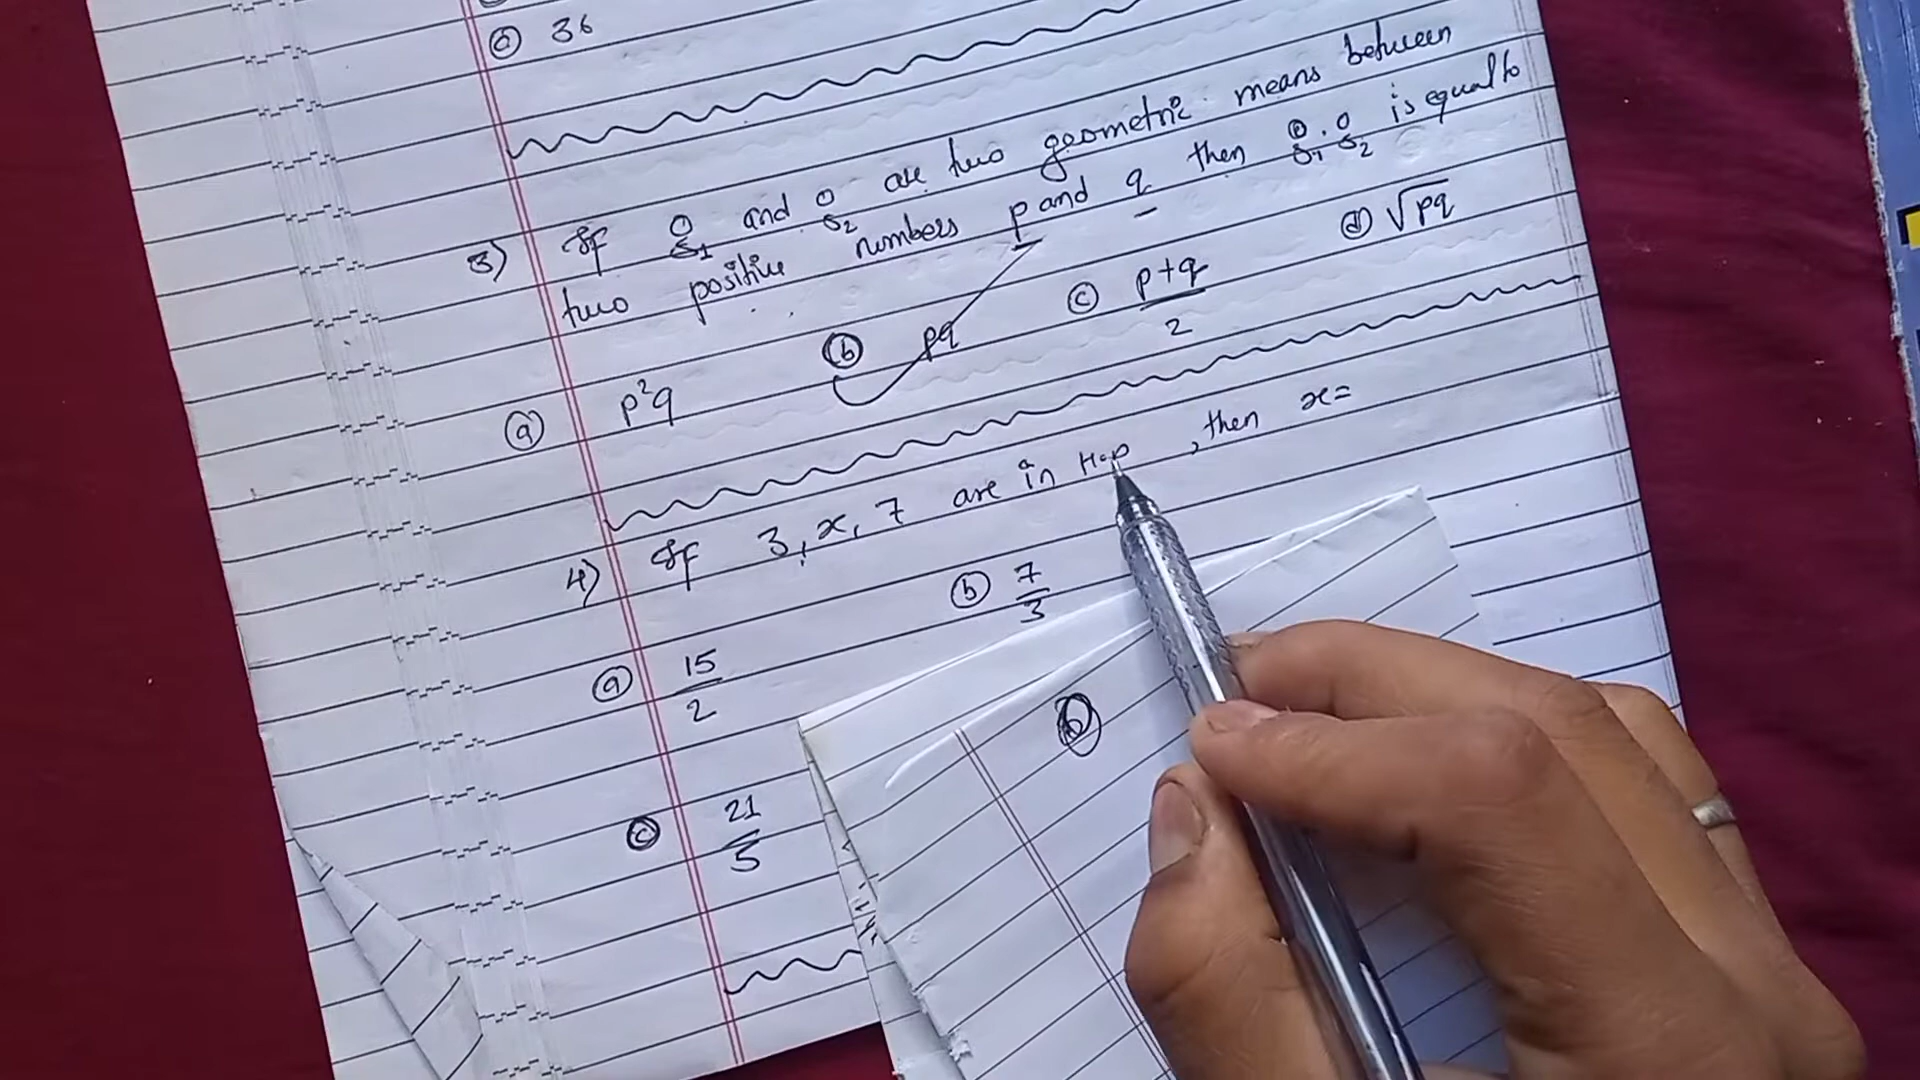 ⓓ 36
3) If g₁ and g₂ are two geometric means between
two positive numbers p and q then g₁.g₂ is equal to
ⓐ p²q ⓑ pq ⓒ p+q/2 ⓓ √pq
4) If 3, x, 7 are in H.P, then x=
ⓐ 15/2 ⓑ 7/3
ⓒ 21/5